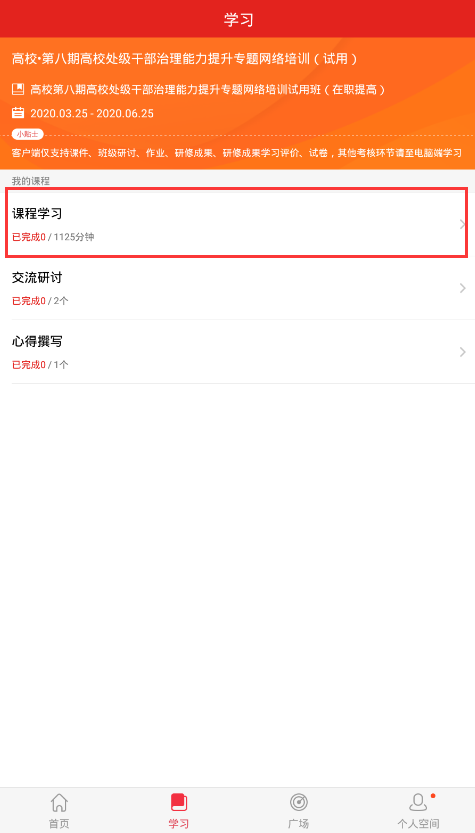 学习
高校•第八期高校处级干部治理能力提升专题网络培训（试用）
高校第八期高校处级干部治理能力提升专题网络培训试用班（在职提高）
2020.03.25 - 2020.06.25
小贴士
客户端仅支持课件、班级研讨、作业、研修成果、研修成果学习评价、试卷，其他考核环节请至电脑端学习
我的课程
课程学习
已完成0 / 1125分钟
交流研讨
已完成0 / 2个
心得撰写
已完成0 / 1个
首页 学习 广场 个人空间